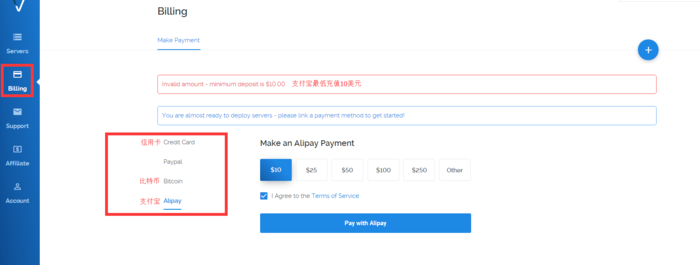 Billing
Make Payment
+
Servers
Billing
Support
Affiliate
Account
Invalid amount - minimum deposit is $10.00 支付宝最低充值10美元
You are almost ready to deploy servers - please link a payment method to get started!
信用卡 Credit Card
Paypal
比特币 Bitcoin
支付宝 Alipay
Make an Alipay Payment
$10 $25 $50 $100 $250 Other
I Agree to the Terms of Service
Pay with Alipay